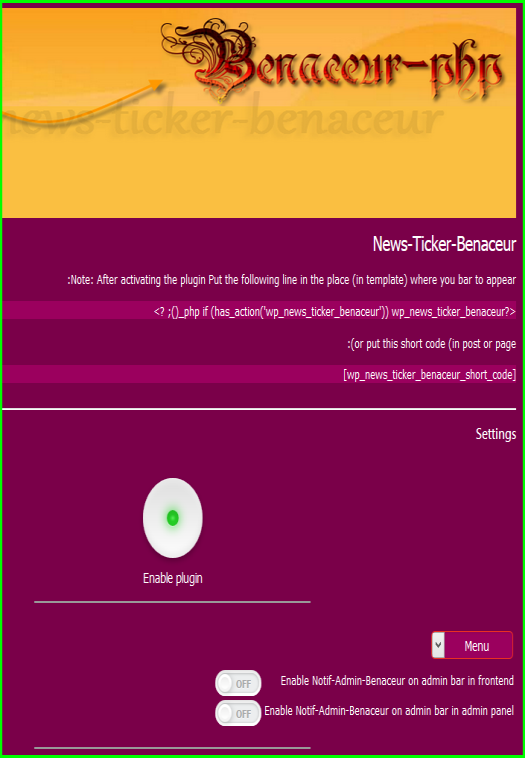 Benaceur-php
news-ticker-benaceur
News-Ticker-Benaceur
:Note: After activating the plugin Put the following line in the place (in template) where you bar to appear
<? ;()_php if (has_action('wp_news_ticker_benaceur')) wp_news_ticker_benaceur?>
:(or put this short code (in post or page
[wp_news_ticker_benaceur_short_code]
Settings
Enable plugin
Menu
OFF Enable Notif-Admin-Benaceur on admin bar in frontend
OFF Enable Notif-Admin-Benaceur on admin bar in admin panel